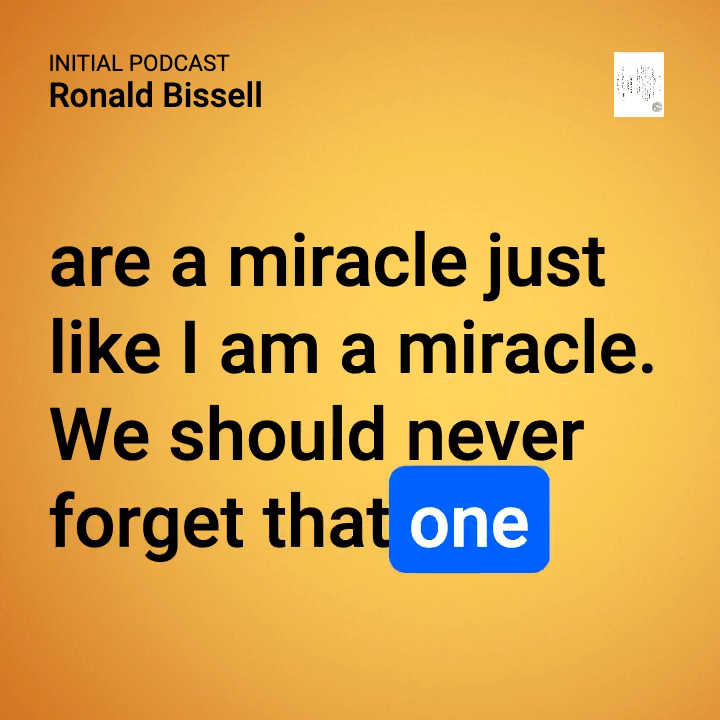 INITIAL PODCAST
Ronald Bissell
are a miracle just
like I am a miracle.
We should never
forget that one